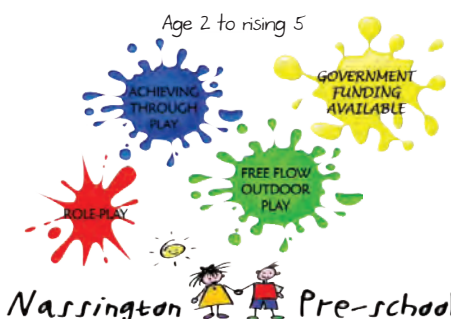 Age 2 to rising 5
ACHIEVING
THROUGH
PLAY
GOVERNMENT
FUNDING
AVAILABLE
ROLE-PLAY
FREE FLOW
OUTDOOR
PLAY
Nassington Pre-school